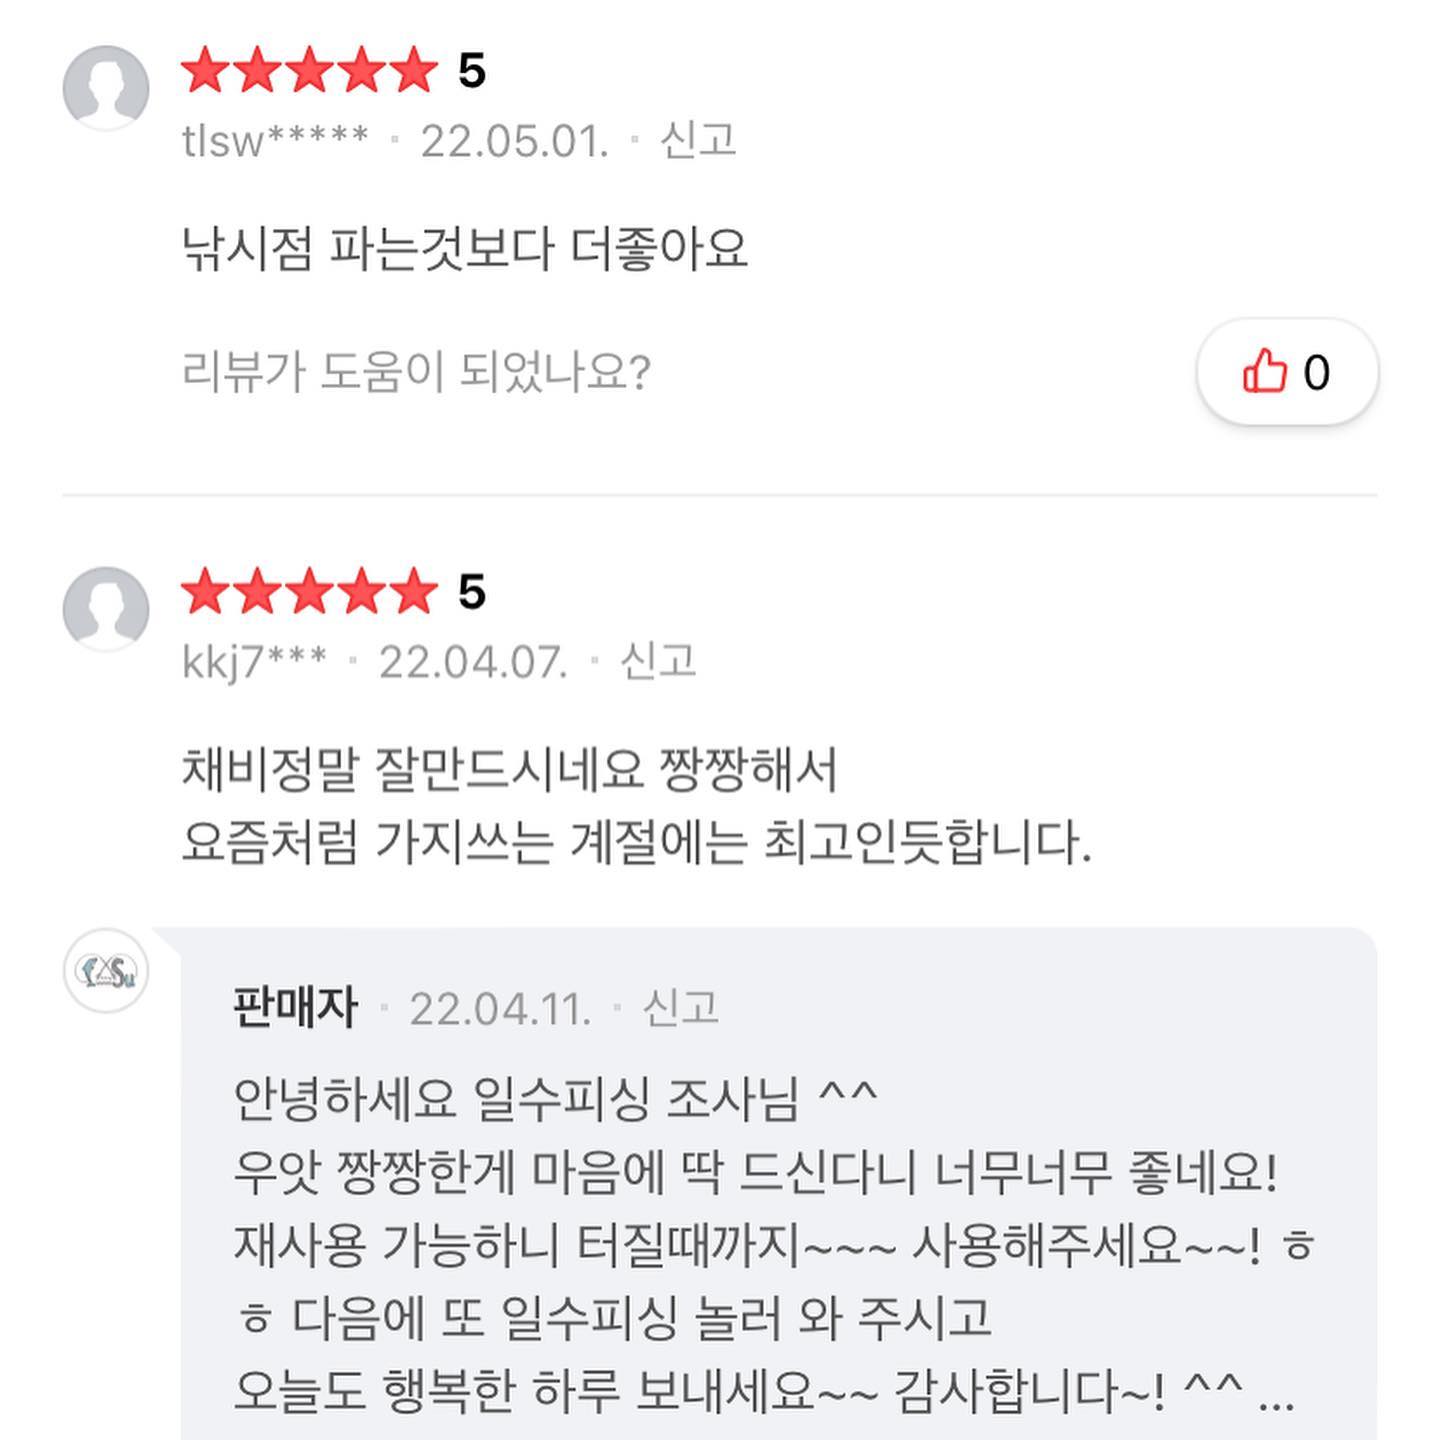 5
tlsw***** · 22.05.01. · 신고
낚시점 파는것보다 더좋아요
리뷰가 도움이 되었나요?
0
5
kkj7*** · 22.04.07. · 신고
채비정말 잘만드시네요 짱짱해서
요즘처럼 가지쓰는 계절에는 최고인듯합니다.
판매자 · 22.04.11. · 신고
안녕하세요 일수피싱 조사님 ^^
우앗 짱짱한게 마음에 딱 드신다니 너무너무 좋네요!
재사용 가능하니 터질때까지~~~ 사용해주세요~~! ㅎ
ㅎ 다음에 또 일수피싱 놀러 와 주시고
오늘도 행복한 하루 보내세요~~ 감사합니다~! ^^ ...